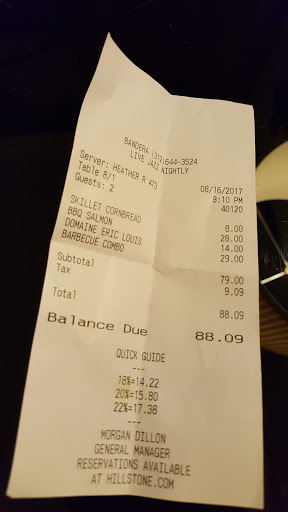 BANDERA (312)644-3524
LIVE JAZZ NIGHTLY
Server: HEATHER R 473 08/16/2017
Table 8/1 8:10 PM
Guests: 2 40120
SKILLET CORNBREAD 8.00
BBQ SALMON 28.00
DOMAINE ERIC LOUIS 14.00
BARBECUE COMBO 29.00
Subtotal 79.00
Tax 9.09
Total 88.09
Balance Due 88.09
QUICK GUIDE
---
18%=14.22
20%=15.80
22%=17.38
---
MORGAN DILLON
GENERAL MANAGER
RESERVATIONS AVAILABLE
AT HILLSTONE.COM